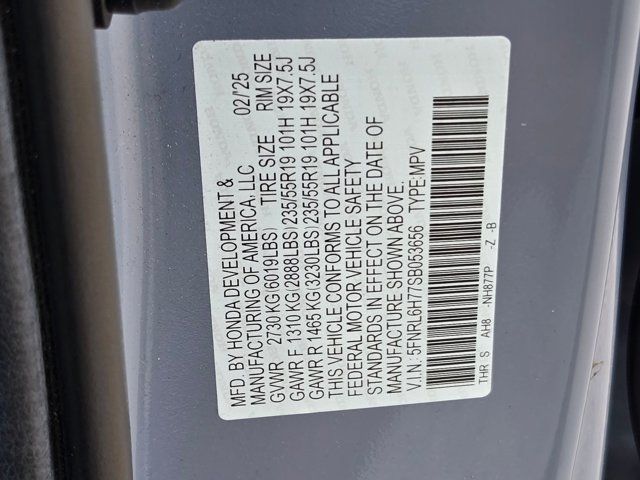 MFD. BY HONDA DEVELOPMENT &
MANUFACTURING OF AMERICA, LLC 02/'25
GVWR 2730 KG (6019LBS) TIRE SIZE RIM SIZE
GAWR F 1310 KG (2888LBS) 235/55R19 101H 19X7.5J
GAWR R 1465 KG (3230LBS) 235/55R19 101H 19X7.5J
THIS VEHICLE CONFORMS TO ALL APPLICABLE
FEDERAL MOTOR VEHICLE SAFETY
STANDARDS IN EFFECT ON THE DATE OF
MANUFACTURE SHOWN ABOVE.
V.I.N.: 5FNRL6H77SB053656 TYPE:MPV
THR S AH8 -NH877P -Z -B